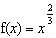 f(x) = x^{2/3}